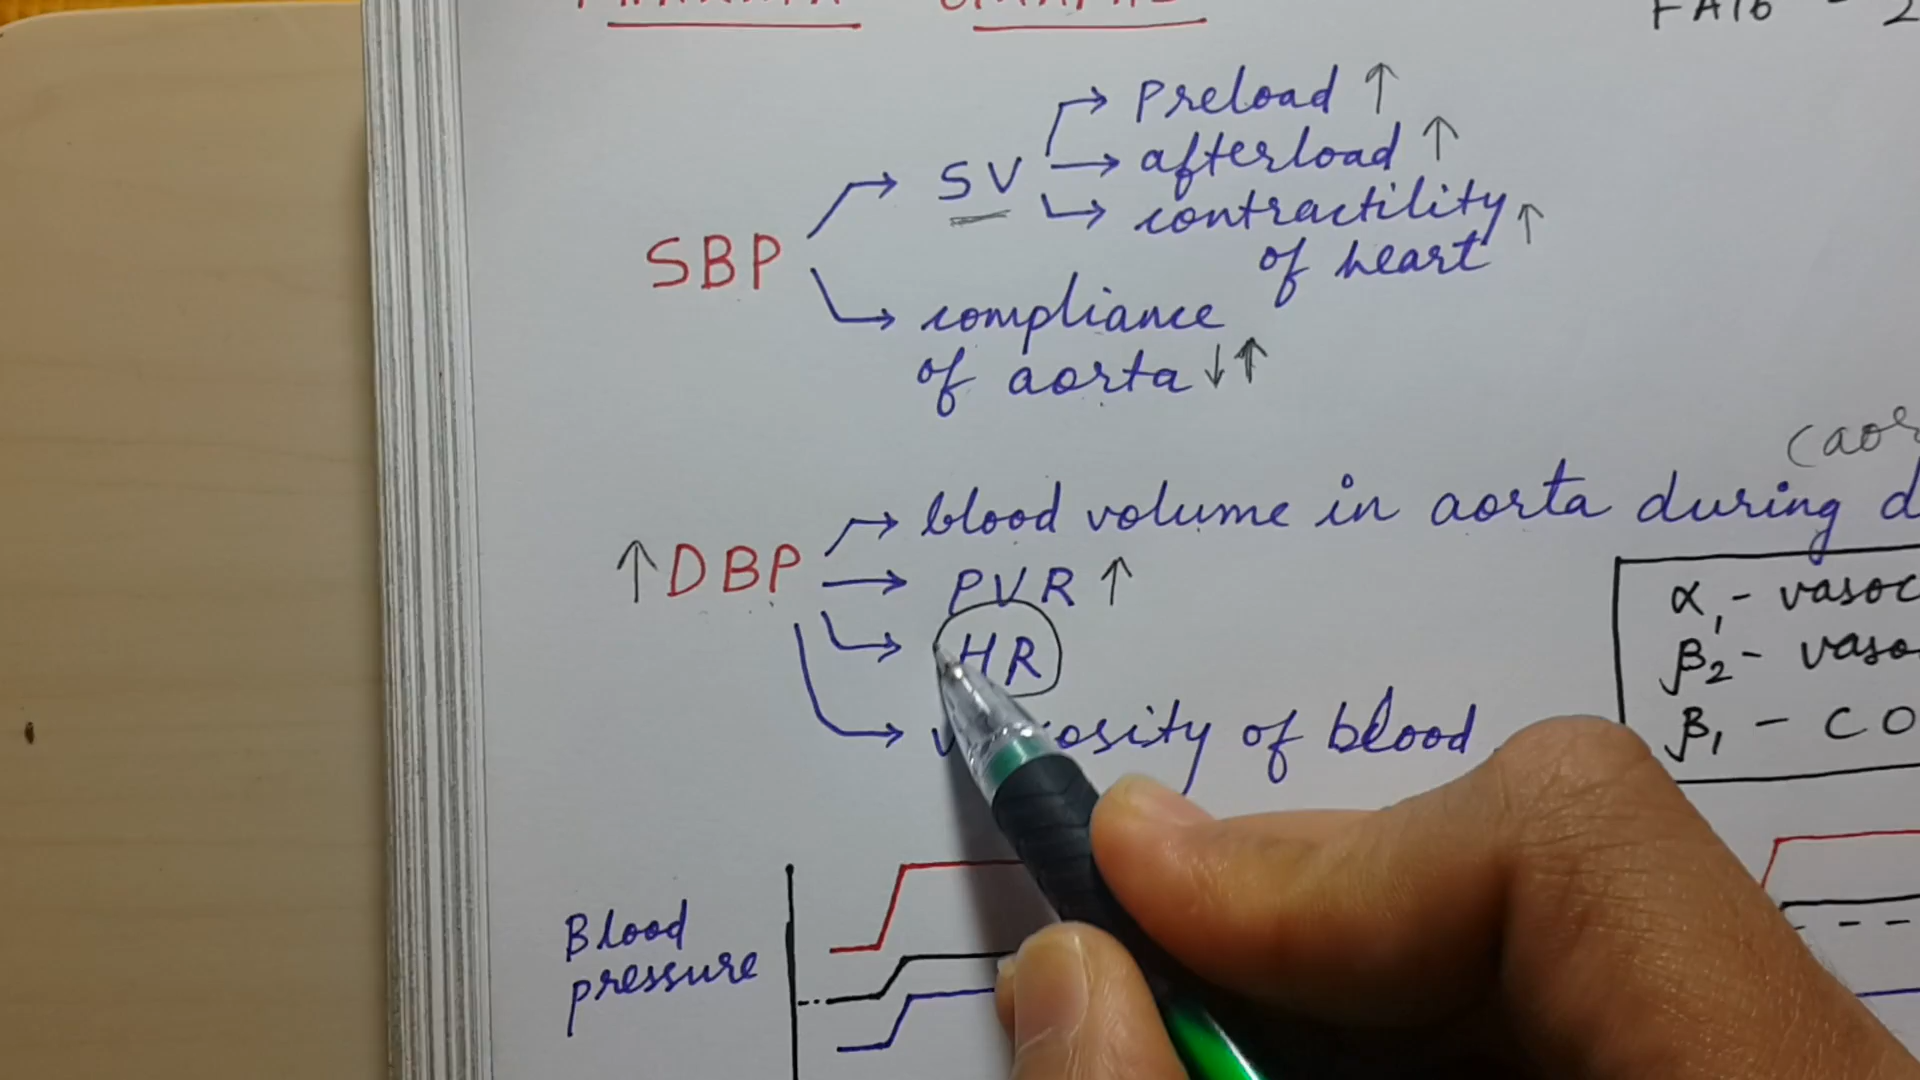 FA16 - 2
Preload ↑
SV afterload ↑
contractility ↑
of heart
SBP
compliance
of aorta ↓↑
(aor
blood volume in aorta during d
↑ DBP PVR ↑
HR
osity of blood
α1 - vasoc
β2 - vaso
β1 - CO
Blood
pressure